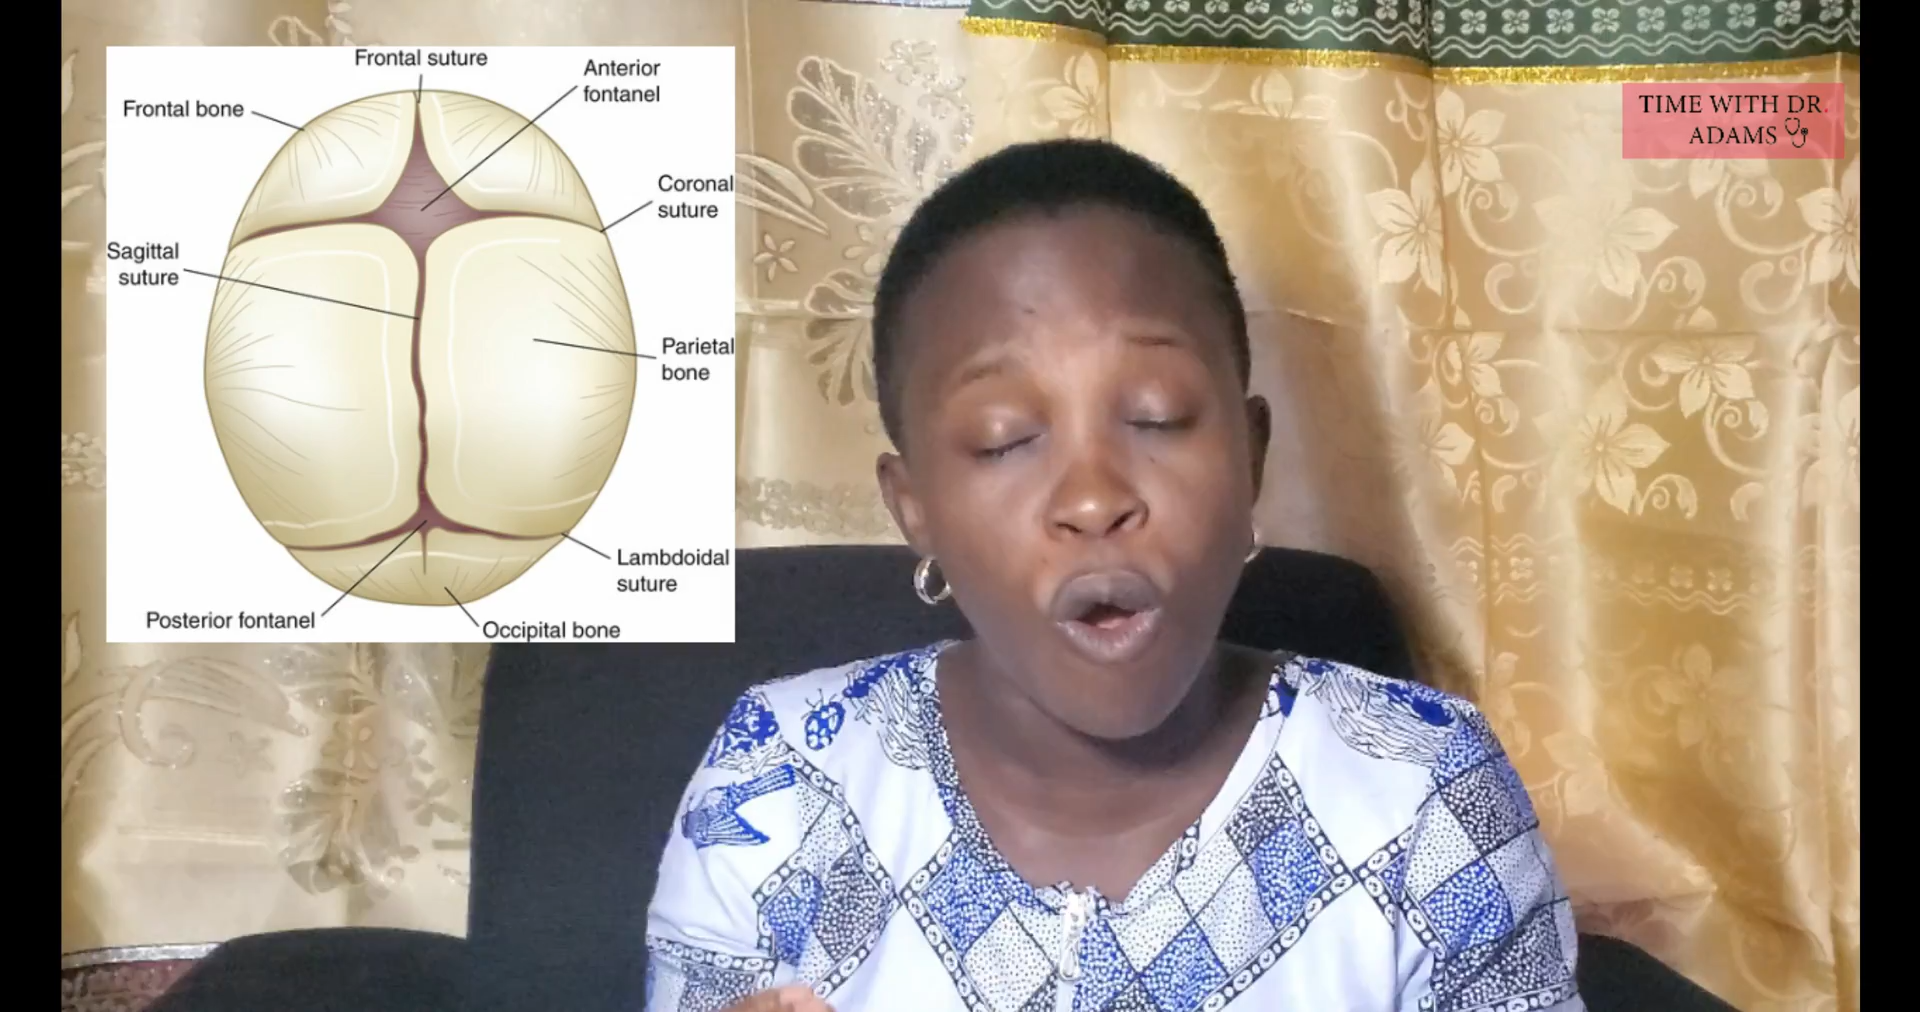 Frontal suture
Anterior
fontanel
Frontal bone
Coronal
suture
Sagittal
suture
Parietal
bone
Lambdoidal
suture
Posterior fontanel
Occipital bone
TIME WITH DR.
ADAMS